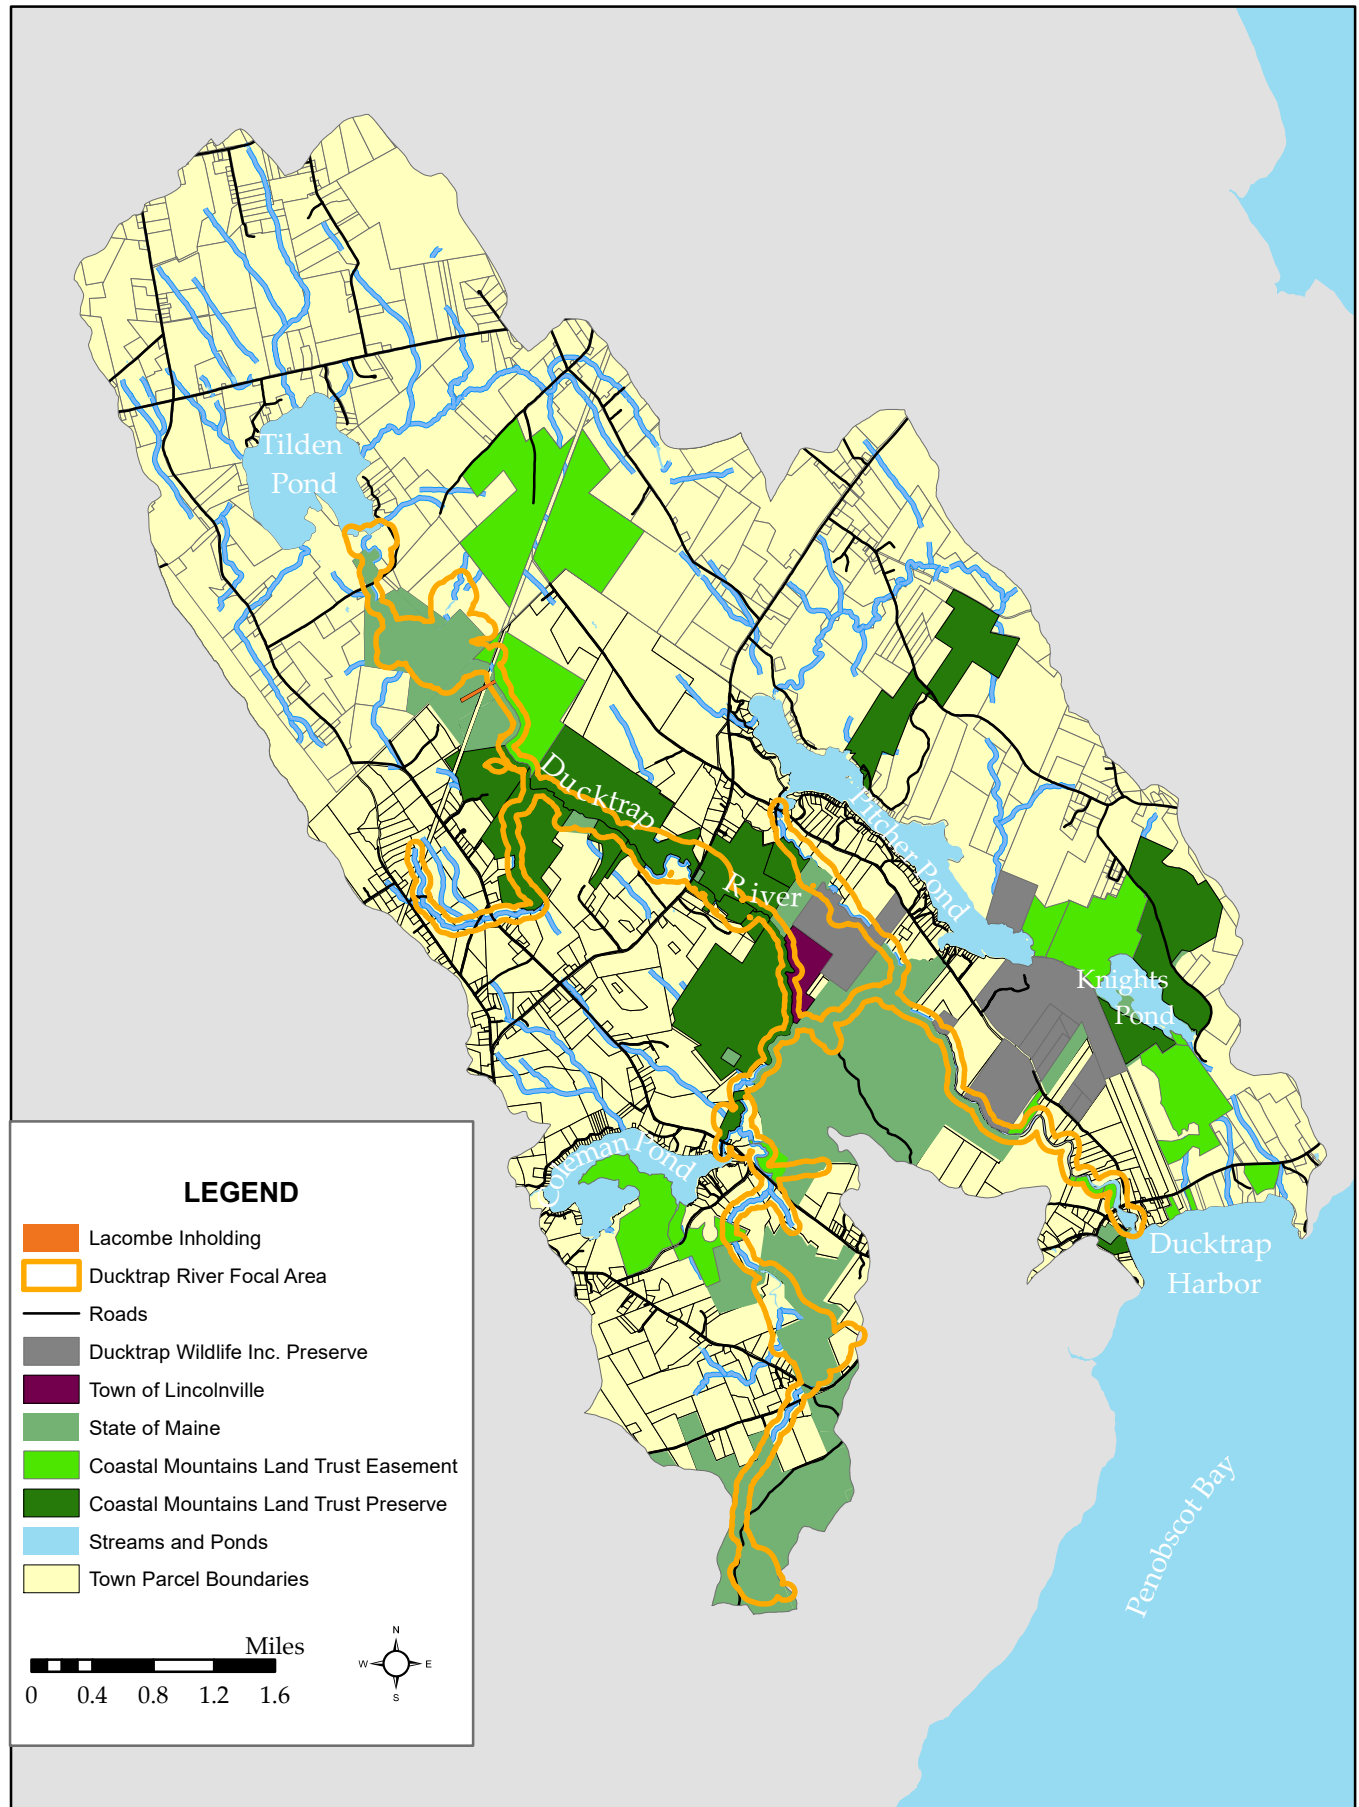 Tilden
Pond
Ducktrap
River
Pitcher Pond
Knights
Pond
Coleman Pond
Ducktrap
Harbor
Penobscot Bay
LEGEND
Lacombe Inholding
Ducktrap River Focal Area
Roads
Ducktrap Wildlife Inc. Preserve
Town of Lincolnville
State of Maine
Coastal Mountains Land Trust Easement
Coastal Mountains Land Trust Preserve
Streams and Ponds
Town Parcel Boundaries
Miles
0 0.4 0.8 1.2 1.6
N
W E
S